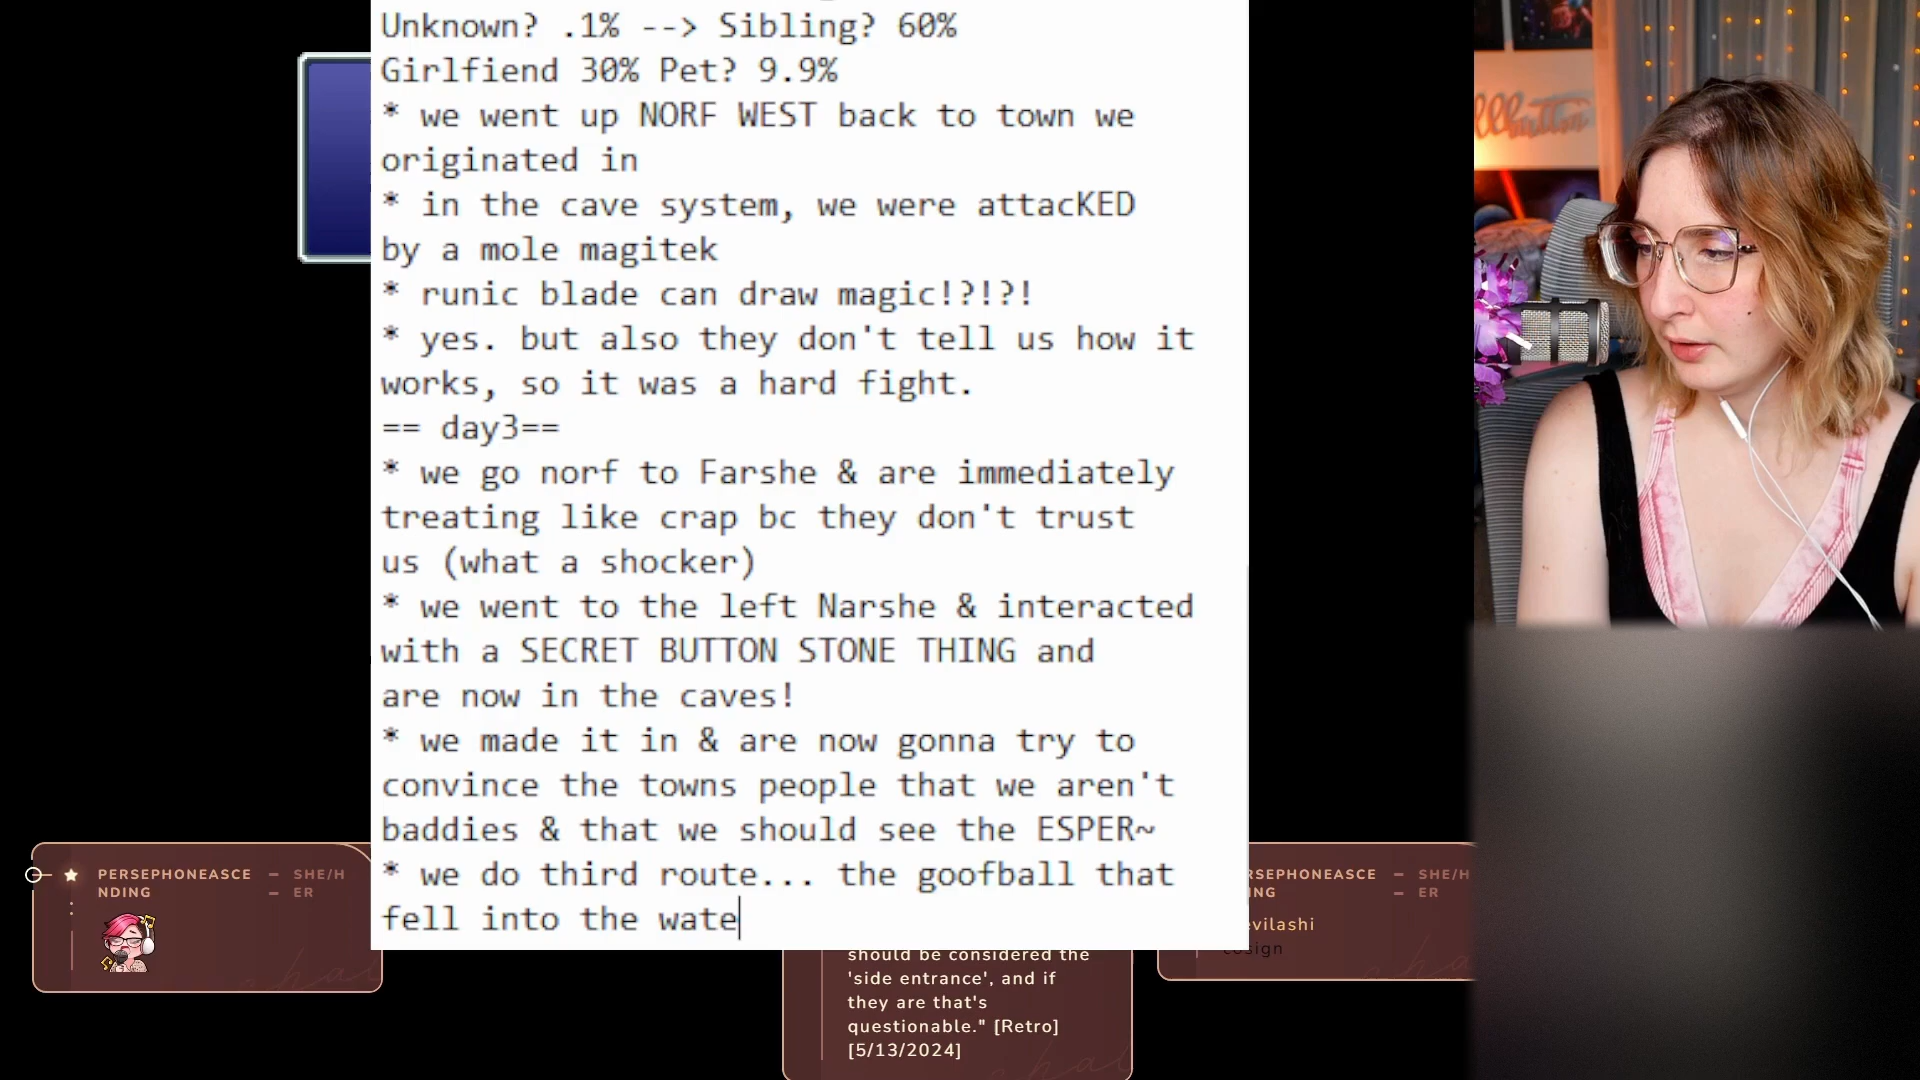 Unknown? .1% --> Sibling? 60%
Girlfiend 30% Pet? 9.9%
* we went up NORF WEST back to town we
originated in
* in the cave system, we were attacKED
by a mole magitek
* runic blade can draw magic!?!?!
* yes. but also they don't tell us how it
works, so it was a hard fight.
== day3==
* we go norf to Farshe & are immediately
treating like crap bc they don't trust
us (what a shocker)
* we went to the left Narshe & interacted
with a SECRET BUTTON STONE THING and
are now in the caves!
* we made it in & are now gonna try to
convince the towns people that we aren't
baddies & that we should see the ESPER~
* we do third route... the goofball that
fell into the wate
PERSEPHONEASCE
NDING
SHE/H
ER
should be considered the
'side entrance', and if
they are that's
questionable." [Retro]
[5/13/2024]
RSEPHONEASCE
NG
SHE/H
ER
evilashi